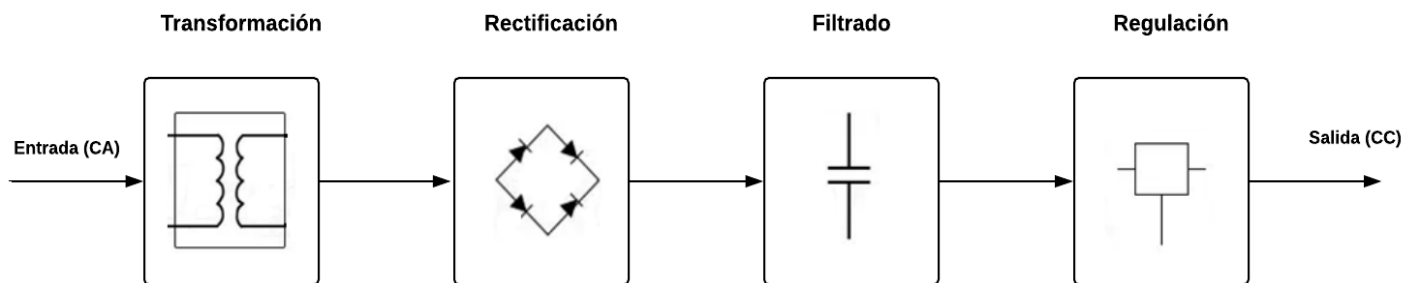 Transformación
Rectificación
Filtrado
Regulación
Entrada (CA)
Salida (CC)